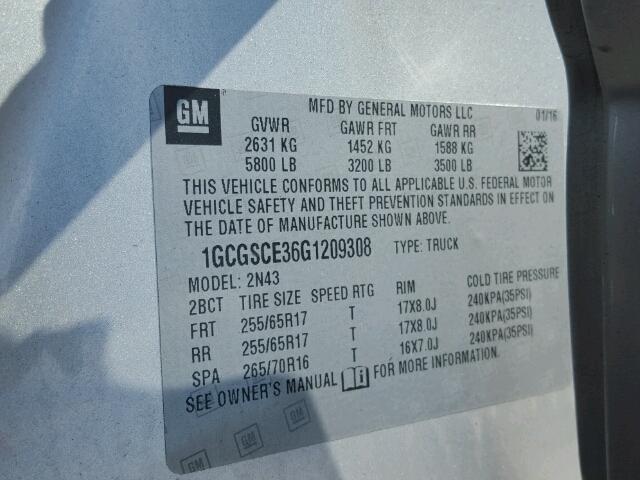 GM
MFD BY GENERAL MOTORS LLC 01/16
GVWR GAWR FRT GAWR RR
2631 KG 1452 KG 1588 KG
5800 LB 3200 LB 3500 LB
THIS VEHICLE CONFORMS TO ALL APPLICABLE U.S. FEDERAL MOTOR
VEHICLE SAFETY AND THEFT PREVENTION STANDARDS IN EFFECT ON
THE DATE OF MANUFACTURE SHOWN ABOVE.
1GCGSCE36G1209308 TYPE: TRUCK
MODEL: 2N43
2BCT TIRE SIZE SPEED RTG RIM COLD TIRE PRESSURE
FRT 255/65R17 T 17X8.0J 240KPA(35PSI)
RR 255/65R17 T 17X8.0J 240KPA(35PSI)
SPA 265/70R16 T 16X7.0J 240KPA(35PSI)
SEE OWNER'S MANUAL FOR MORE INFORMATION.
GM GM GM